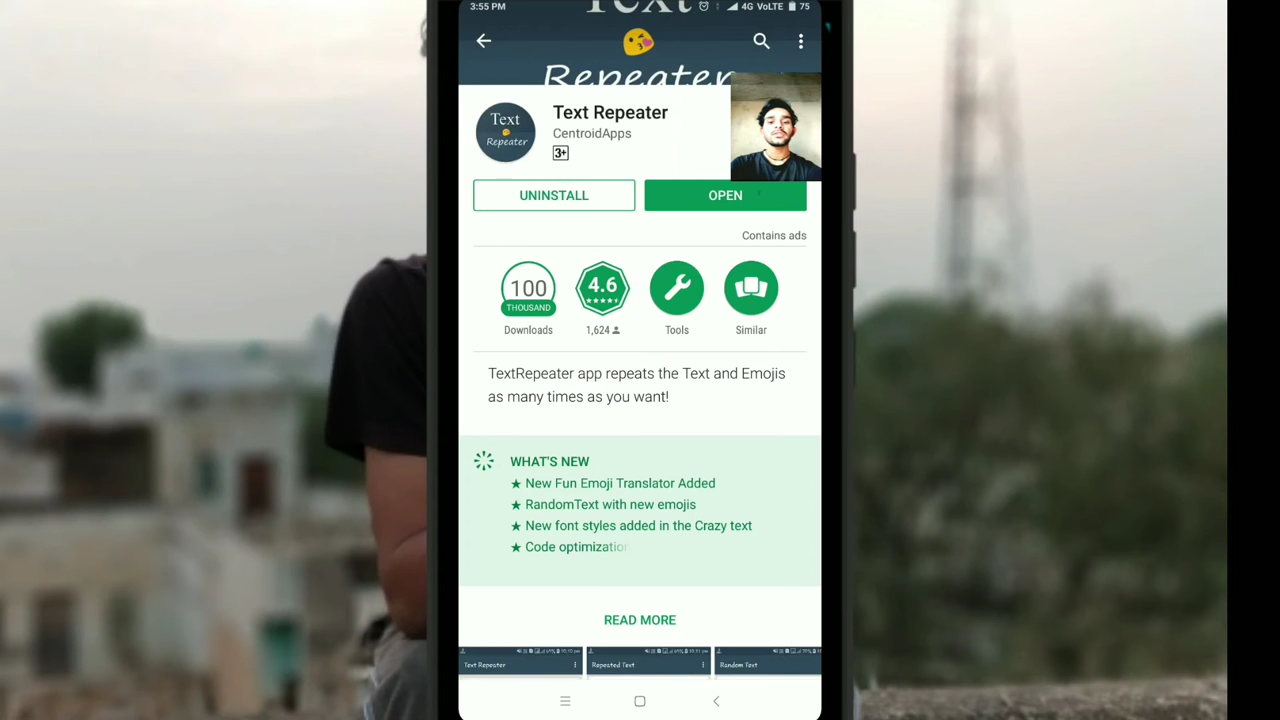 3:55 PM
4G VoLTE 75
Text
Repeater
Text
Repeater
Text Repeater
CentroidApps
3+
UNINSTALL
OPEN
Contains ads
100
THOUSAND
Downloads
4.6
1,624
Tools
Similar
TextRepeater app repeats the Text and Emojis
as many times as you want!
WHAT'S NEW
★ New Fun Emoji Translator Added
★ RandomText with new emojis
★ New font styles added in the Crazy text
★ Code optimization
READ MORE
Text Repeater
Repeated Text
Random Text